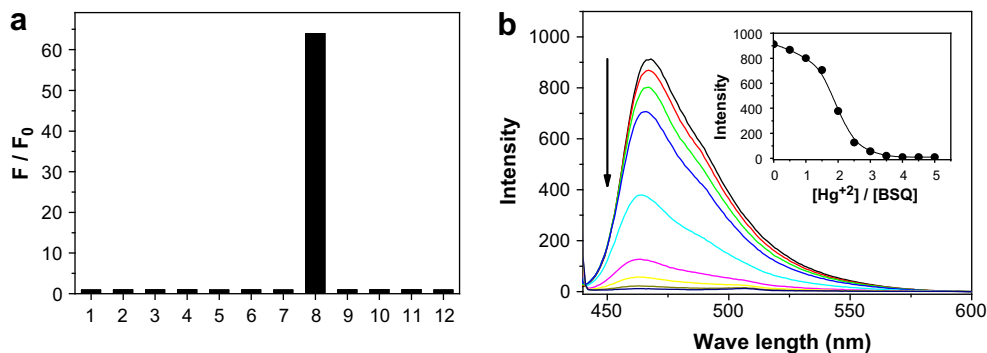 a
F / F0
60
50
40
30
20
10
0
1 2 3 4 5 6 7 8 9 10 11 12
b
Intensity
1000
800
600
400
200
0
450 500 550 600
Wave length (nm)
Intensity
1000
800
600
400
200
0
0 1 2 3 4 5
[Hg+2] / [BSQ]